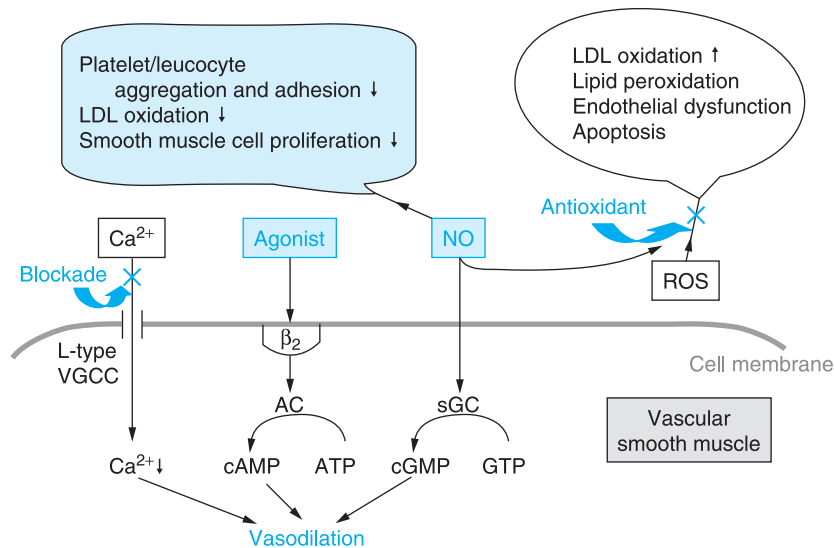 Platelet/leucocyte
aggregation and adhesion ↓
LDL oxidation ↓
Smooth muscle cell proliferation ↓
LDL oxidation ↑
Lipid peroxidation
Endothelial dysfunction
Apoptosis
Antioxidant
Ca²⁺
Agonist
NO
ROS
Blockade
L-type
VGCC
β₂
Cell membrane
AC
sGC
Vascular
smooth muscle
Ca²⁺↓
cAMP
ATP
cGMP
GTP
Vasodilation